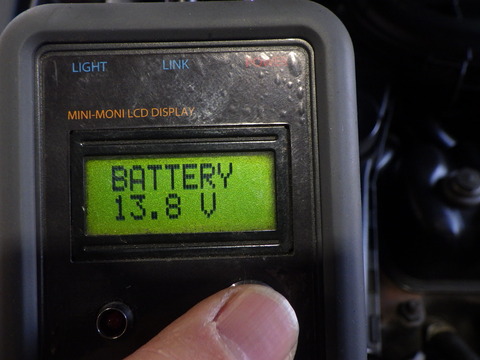 LIGHT LINK
MINI-MONI LCD DISPLAY
BATTERY
13.8 V